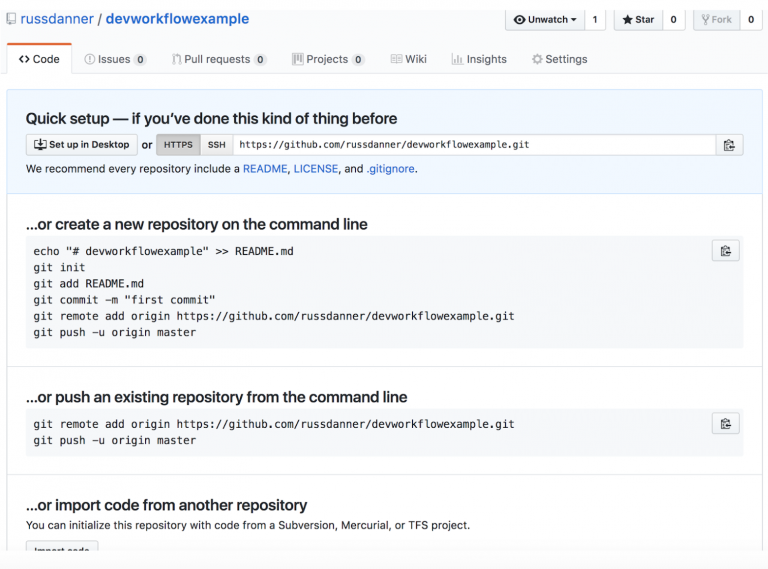 russdanner / devworkflowexample
Unwatch 1 Star 0 Fork 0
Code Issues 0 Pull requests 0 Projects 0 Wiki Insights Settings
Quick setup — if you've done this kind of thing before
Set up in Desktop or HTTPS SSH https://github.com/russdanner/devworkflowexample.git
We recommend every repository include a README, LICENSE, and .gitignore.
...or create a new repository on the command line
echo "# devworkflowexample" >> README.md
git init
git add README.md
git commit -m "first commit"
git remote add origin https://github.com/russdanner/devworkflowexample.git
git push -u origin master
...or push an existing repository from the command line
git remote add origin https://github.com/russdanner/devworkflowexample.git
git push -u origin master
...or import code from another repository
You can initialize this repository with code from a Subversion, Mercurial, or TFS project.
Import code